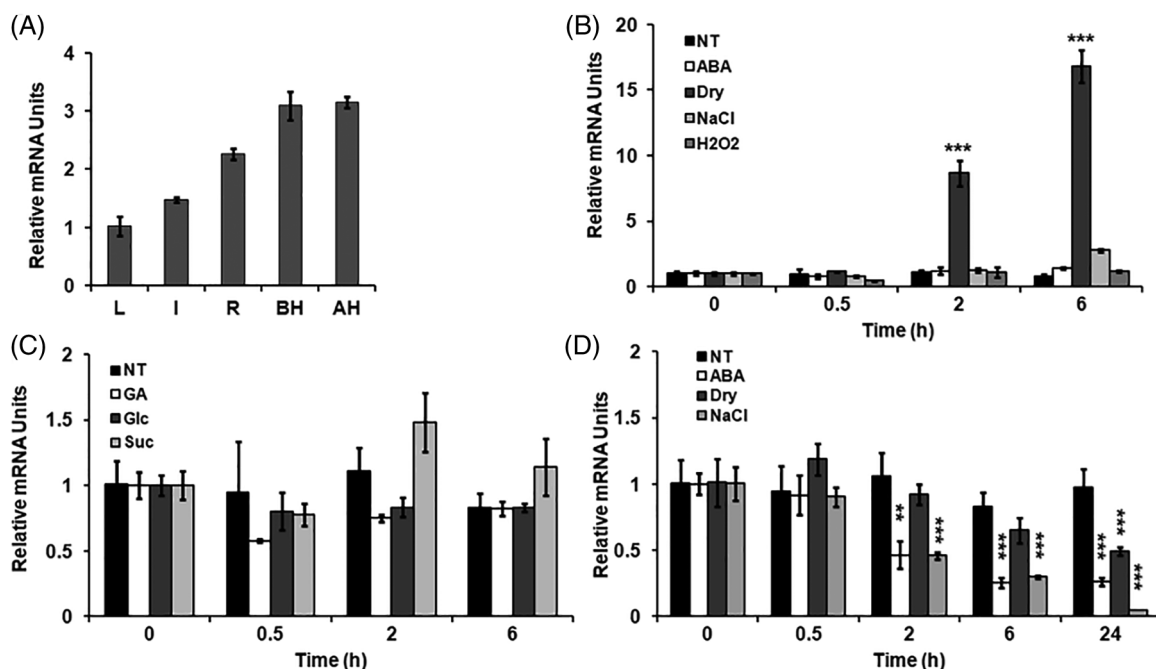 (A)
Relative mRNA Units
4
3
2
1
0
L I R BH AH
(B)
Relative mRNA Units
20
15
10
5
0
NT
ABA
Dry
NaCl
H2O2
***
***
0 0.5 2 6
Time (h)
(C)
Relative mRNA Units
2
1.5
1
0.5
0
NT
GA
Glc
Suc
0 0.5 2 6
Time (h)
(D)
Relative mRNA Units
2
1.5
1
0.5
0
NT
ABA
Dry
NaCl
**
***
***
***
***
***
***
0 0.5 2 6 24
Time (h)